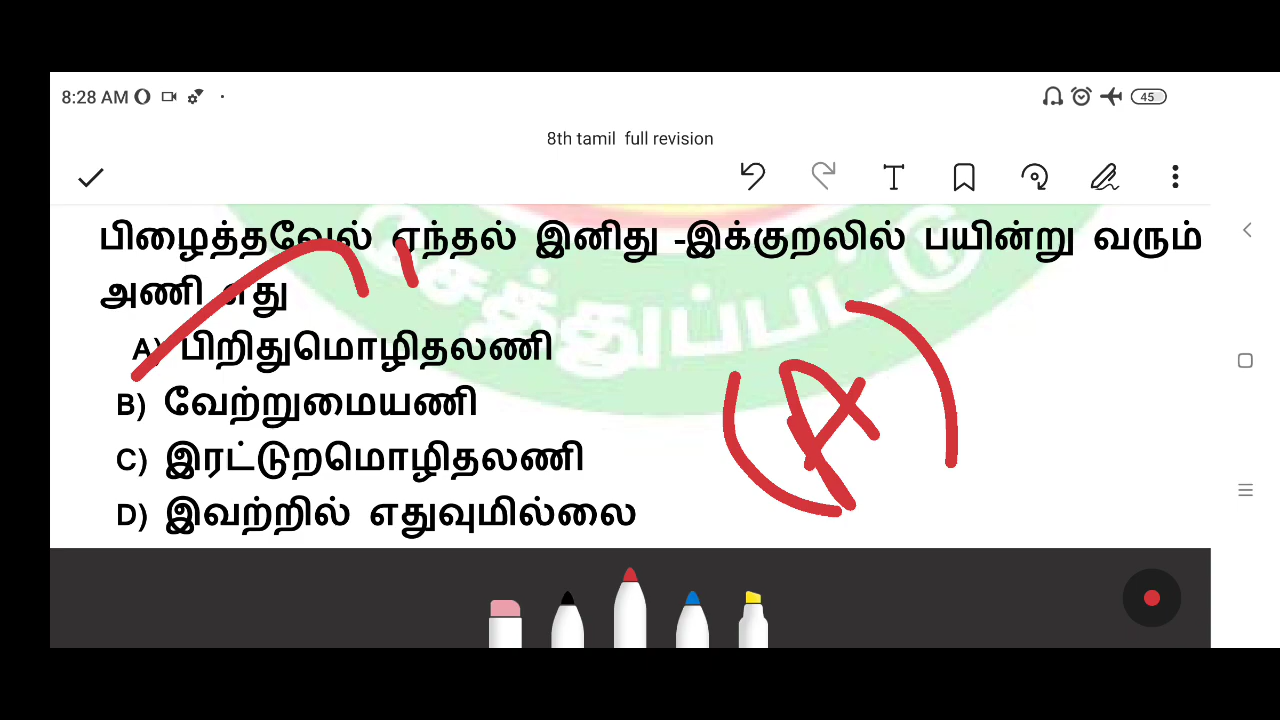 8:28 AM
45
8th tamil full revision
T
பிழைத்தவேல் ஏந்தல் இனிது -இக்குறலில் பயின்று வரும்
அணி எது
A) பிறிதுமொழிதலணி
B) வேற்றுமையணி
(A)
C) இரட்டுறமொழிதலணி
D) இவற்றில் எதுவுமில்லை